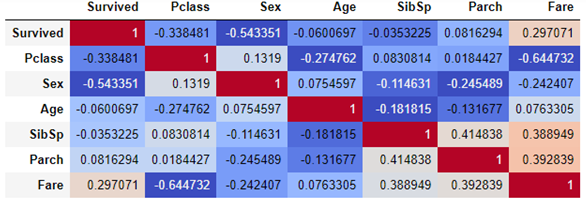 Survived Pclass Sex Age SibSp Parch Fare
Survived 1 -0.338481 -0.543351 -0.0600697 -0.0353225 0.0816294 0.297071
Pclass -0.338481 1 0.1319 -0.274762 0.0830814 0.0184427 -0.644732
Sex -0.543351 0.1319 1 0.0754597 -0.114631 -0.245489 -0.242407
Age -0.0600697 -0.274762 0.0754597 1 -0.181815 -0.131677 0.0763305
SibSp -0.0353225 0.0830814 -0.114631 -0.181815 1 0.414838 0.388949
Parch 0.0816294 0.0184427 -0.245489 -0.131677 0.414838 1 0.392839
Fare 0.297071 -0.644732 -0.242407 0.0763305 0.388949 0.392839 1